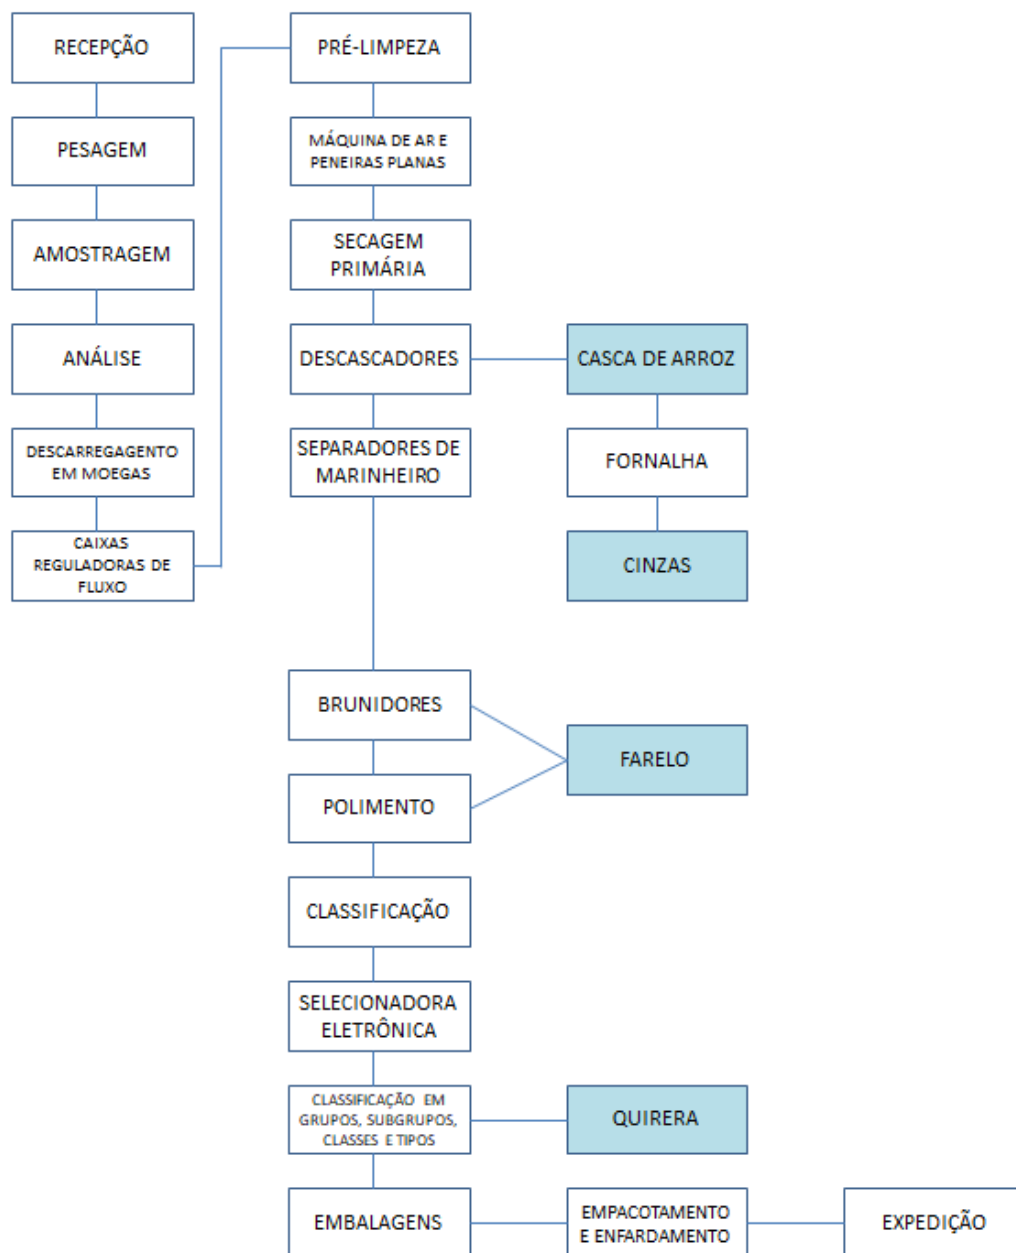 RECEPÇÃO
PESAGEM
AMOSTRAGEM
ANÁLISE
DESCARREGAGENTO
EM MOEGAS
CAIXAS
REGULADORAS DE
FLUXO
PRÉ-LIMPEZA
MÁQUINA DE AR E
PENEIRAS PLANAS
SECAGEM
PRIMÁRIA
DESCASCADORES
CASCA DE ARROZ
FORNALHA
CINZAS
SEPARADORES DE
MARINHEIRO
BRUNIDORES
FARELO
POLIMENTO
CLASSIFICAÇÃO
SELECIONADORA
ELETRÔNICA
CLASSIFICAÇÃO EM
GRUPOS, SUBGRUPOS,
CLASSES E TIPOS
QUIRERA
EMBALAGENS
EMPACOTAMENTO
E ENFARDAMENTO
EXPEDIÇÃO